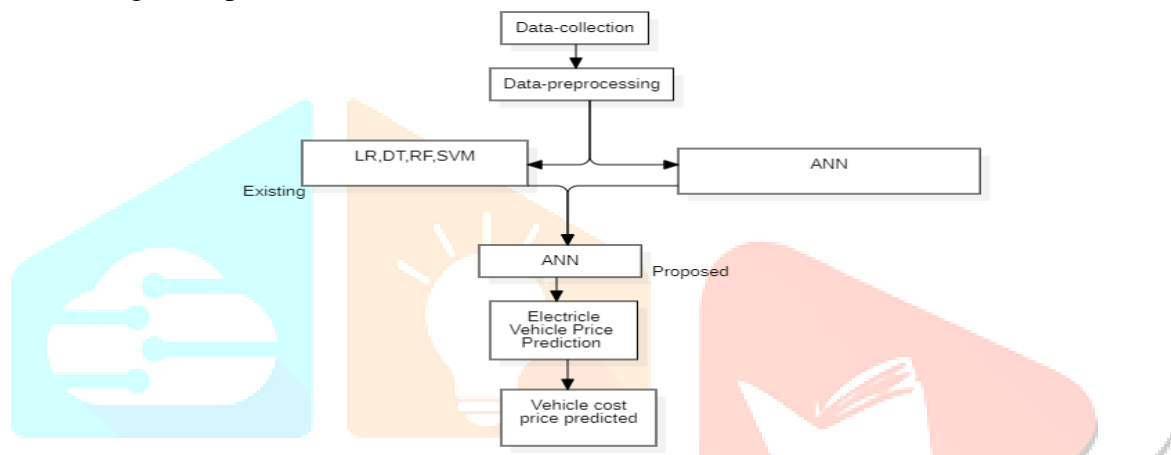 Data-collection
Data-preprocessing
LR,DT,RF,SVM
ANN
Existing
ANN
Proposed
Electricle
Vehicle Price
Prediction
Vehicle cost
price predicted